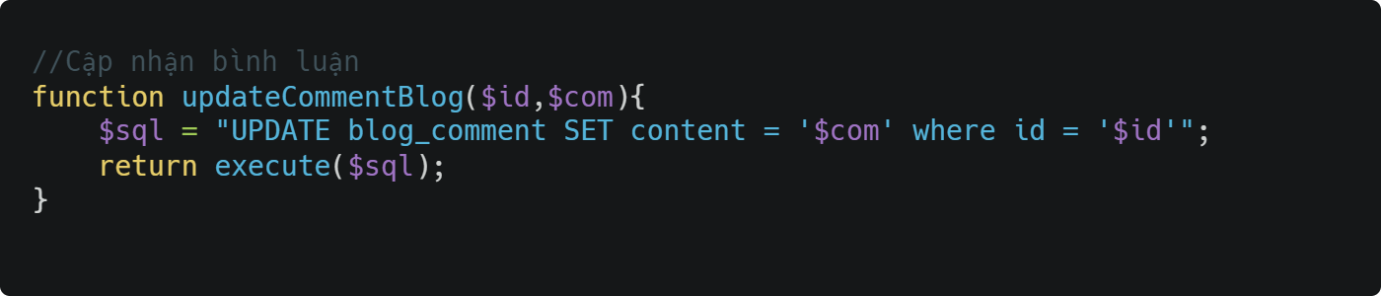 //Cập nhận bình luận
function updateCommentBlog($id,$com){
    $sql = "UPDATE blog_comment SET content = '$com' where id = '$id'";
    return execute($sql);
}